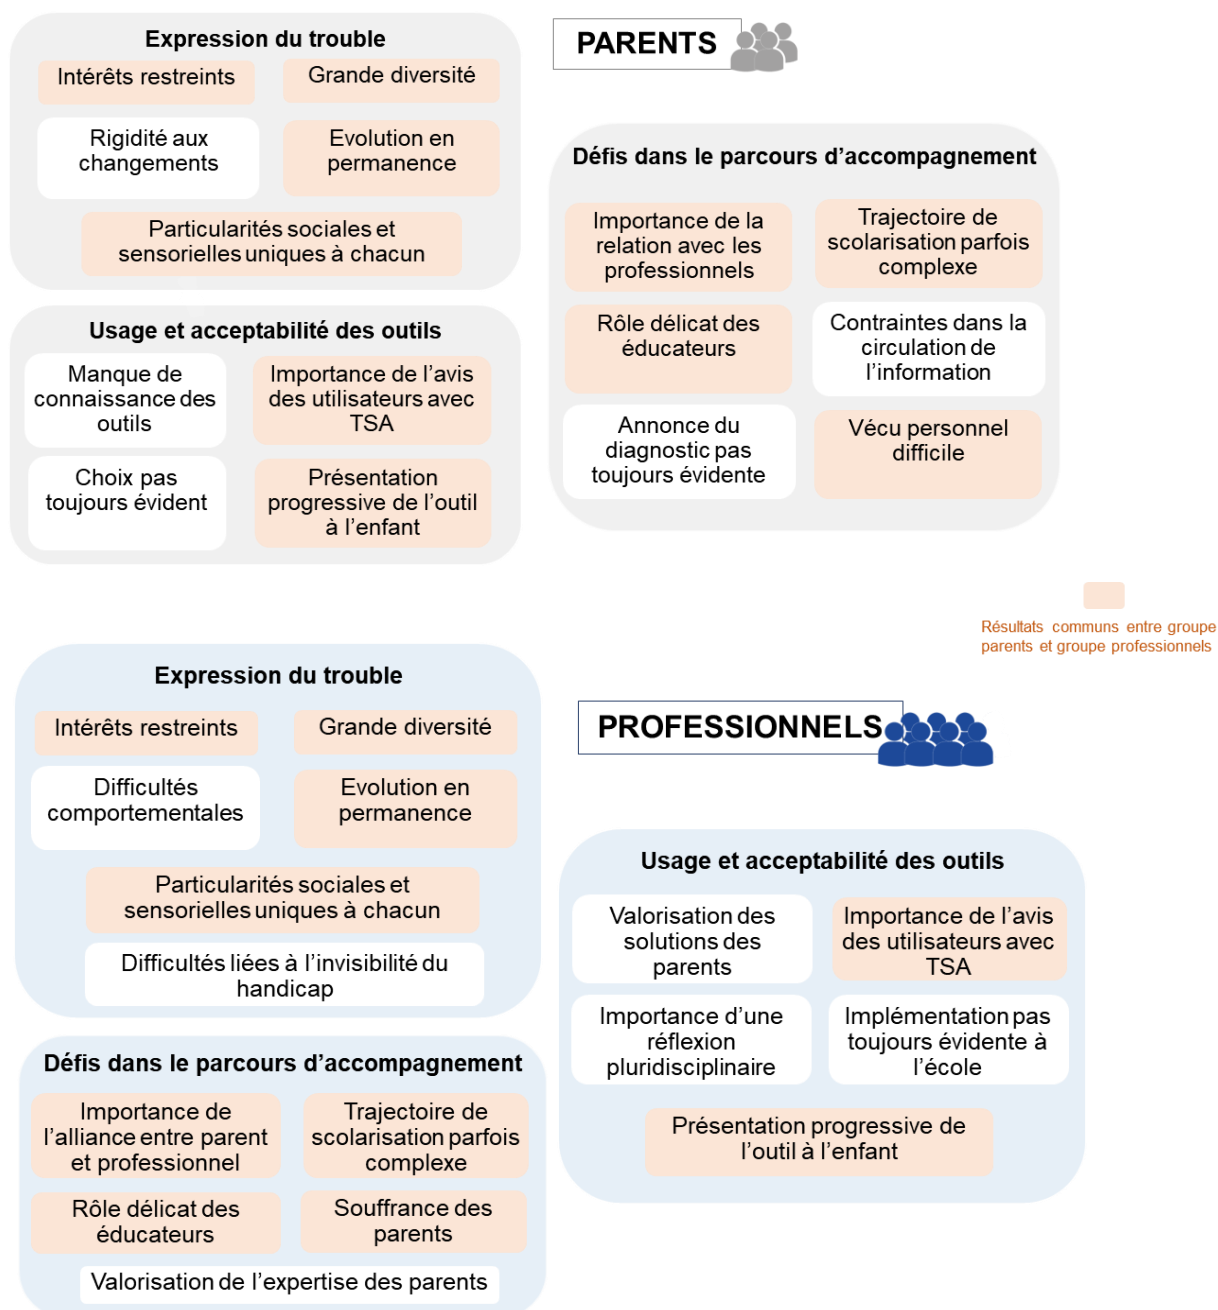 Expression du trouble
Intérêts restreints
Grande diversité
Rigidité aux
changements
Evolution en
permanence
Particularités sociales et
sensorielles uniques à chacun
Usage et acceptabilité des outils
Manque de
connaissance des
outils
Importance de l’avis
des utilisateurs avec
TSA
Choix pas
toujours évident
Présentation
progressive de l’outil
à l’enfant
PARENTS
Défis dans le parcours d’accompagnement
Importance de la
relation avec les
professionnels
Trajectoire de
scolarisation parfois
complexe
Rôle délicat des
éducateurs
Contraintes dans la
circulation de
l’information
Annonce du
diagnostic pas
toujours évidente
Vécu personnel
difficile
Résultats communs entre groupe
parents et groupe professionnels
Expression du trouble
Intérêts restreints
Grande diversité
Difficultés
comportementales
Evolution en
permanence
Particularités sociales et
sensorielles uniques à chacun
Difficultés liées à l’invisibilité du
handicap
Défis dans le parcours d’accompagnement
Importance de
l’alliance entre parent
et professionnel
Trajectoire de
scolarisation parfois
complexe
Rôle délicat des
éducateurs
Souffrance des
parents
Valorisation de l’expertise des parents
PROFESSIONNELS
Usage et acceptabilité des outils
Valorisation des
solutions des
parents
Importance de l’avis
des utilisateurs avec
TSA
Importance d’une
réflexion
pluridisciplinaire
Implémentation pas
toujours évidente à
l’école
Présentation progressive de
l’outil à l’enfant